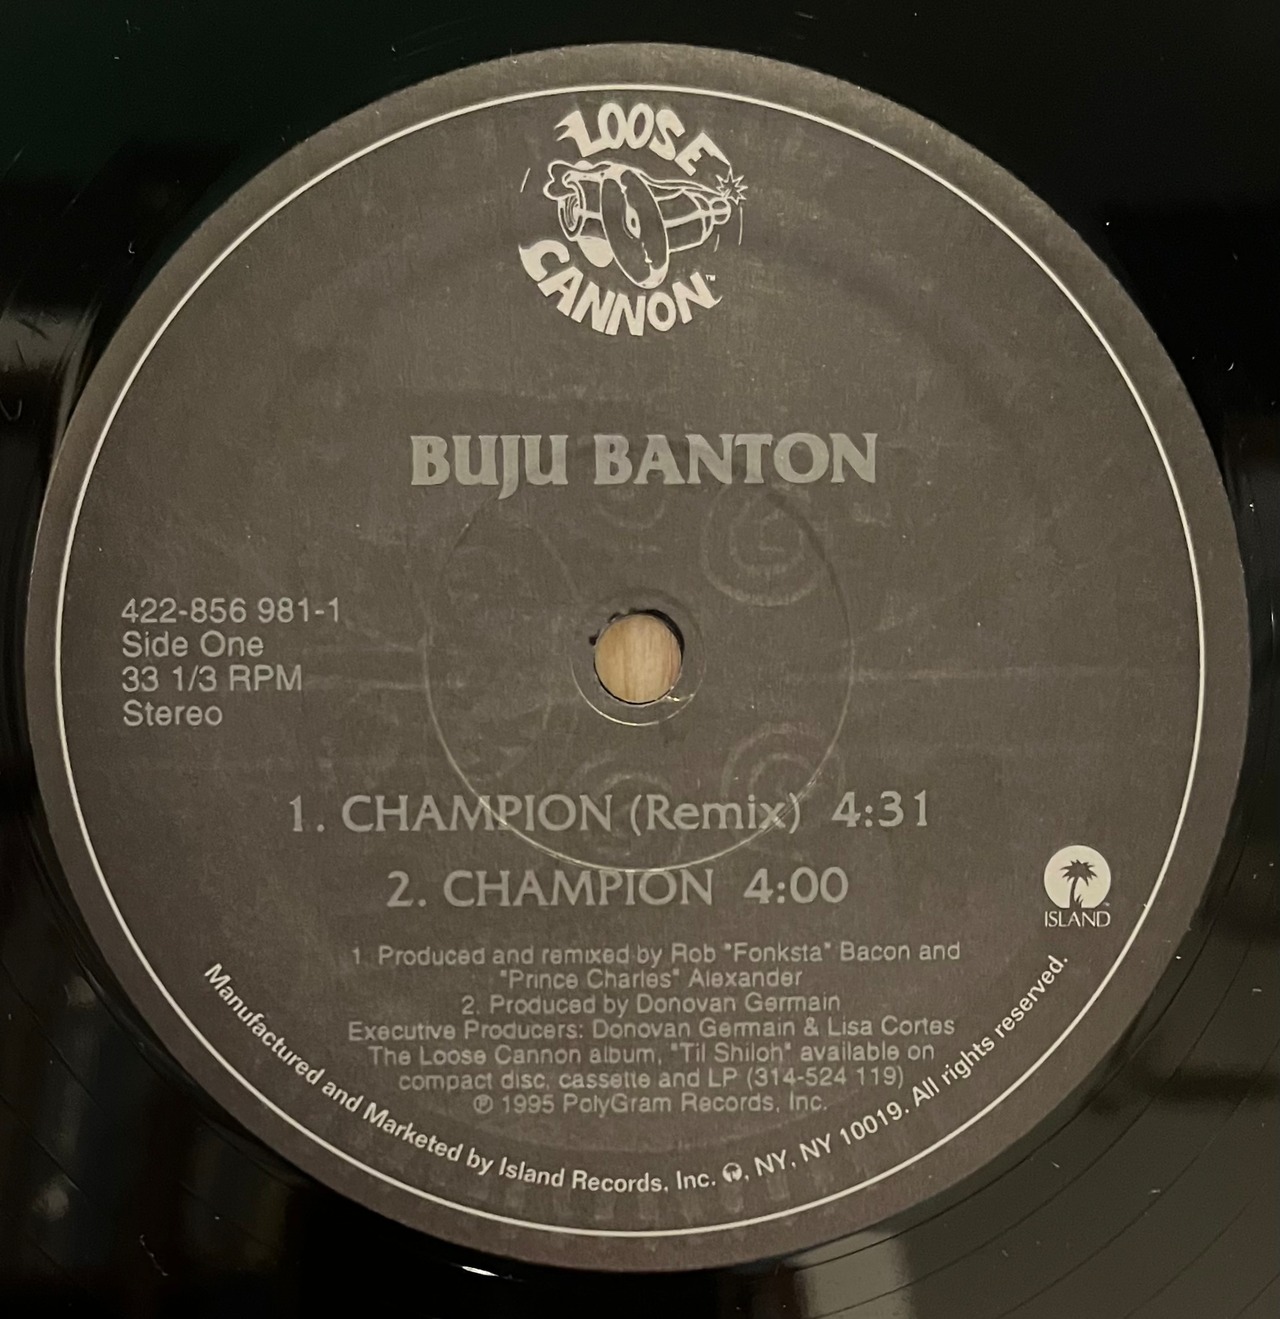 LOOSE
CANNON™
BUJU BANTON
422-856 981-1
Side One
33 1/3 RPM
Stereo
1. CHAMPION (Remix) 4:31
2. CHAMPION 4:00
ISLAND™
1. Produced and remixed by Rob "Fonksta" Bacon and
"Prince Charles" Alexander
2. Produced by Donovan Germain
Executive Producers: Donovan Germain & Lisa Cortes
The Loose Cannon album, "Til Shiloh" available on
compact disc, cassette and LP (314-524 119)
℗ 1995 PolyGram Records, Inc.
Manufactured and Marketed by Island Records, Inc. , NY, NY 10019. All rights reserved.